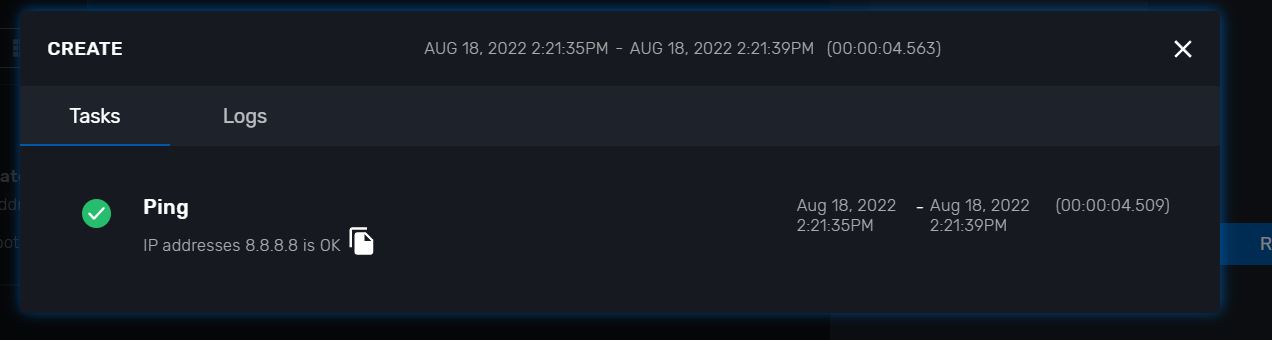 CREATE
AUG 18, 2022 2:21:35PM - AUG 18, 2022 2:21:39PM (00:00:04.563)
Tasks
Logs
Ping
IP addresses 8.8.8.8 is OK
Aug 18, 2022 - Aug 18, 2022 (00:00:04.509)
2:21:35PM 2:21:39PM
R